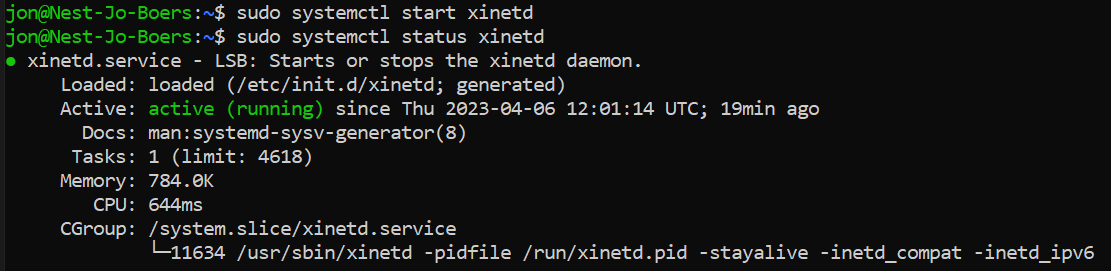 jon@Nest-Jo-Boers:~$ sudo systemctl start xinetd
jon@Nest-Jo-Boers:~$ sudo systemctl status xinetd
● xinetd.service - LSB: Starts or stops the xinetd daemon.
     Loaded: loaded (/etc/init.d/xinetd; generated)
     Active: active (running) since Thu 2023-04-06 12:01:14 UTC; 19min ago
       Docs: man:systemd-sysv-generator(8)
      Tasks: 1 (limit: 4618)
     Memory: 784.0K
        CPU: 644ms
     CGroup: /system.slice/xinetd.service
             └─11634 /usr/sbin/xinetd -pidfile /run/xinetd.pid -stayalive -inetd_compat -inetd_ipv6